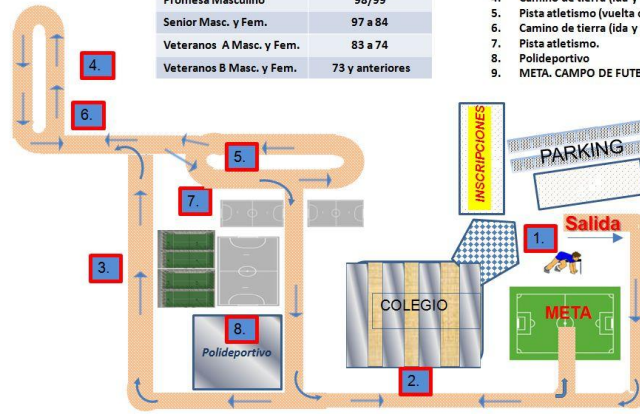 Promesa Masculino 98/99
Senior Masc. y Fem. 97 a 84
Veteranos A Masc. y Fem. 83 a 74
Veteranos B Masc. y Fem. 73 y anteriores
5. Pista atletismo (vuelta
6. Camino de tierra (ida y
7. Pista atletismo.
8. Polideportivo
9. META. CAMPO DE FUTB
4.
6.
5.
7.
3.
INSCRIPCIONES
PARKING
1.
Salida
META
COLEGIO
8.
Polideportivo
2.